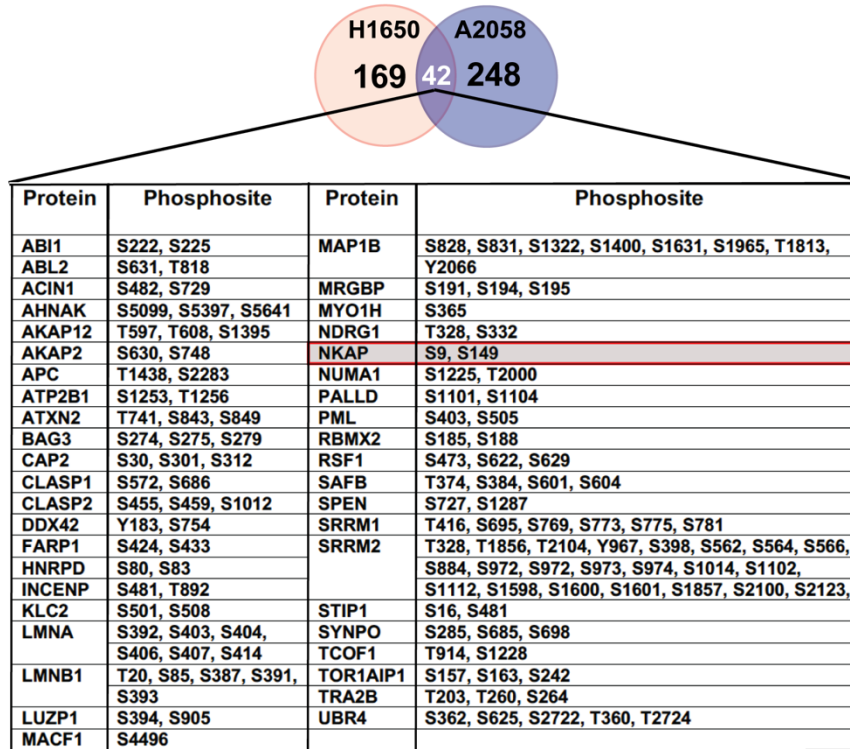 H1650 A2058
169 42 248
Protein Phosphosite Protein Phosphosite
ABI1 S222, S225 MAP1B S828, S831, S1322, S1400, S1631, S1965, T1813,
ABL2 S631, T818 Y2066
ACIN1 S482, S729 MRGBP S191, S194, S195
AHNAK S5099, S5397, S5641 MYO1H S365
AKAP12 T597, T608, S1395 NDRG1 T328, S332
AKAP2 S630, S748 NKAP S9, S149
APC T1438, S2283 NUMA1 S1225, T2000
ATP2B1 S1253, T1256 PALLD S1101, S1104
ATXN2 T741, S843, S849 PML S403, S505
BAG3 S274, S275, S279 RBMX2 S185, S188
CAP2 S30, S301, S312 RSF1 S473, S622, S629
CLASP1 S572, S686 SAFB T374, S384, S601, S604
CLASP2 S455, S459, S1012 SPEN S727, S1287
DDX42 Y183, S754 SRRM1 T416, S695, S769, S773, S775, S781
FARP1 S424, S433 SRRM2 T328, T1856, T2104, Y967, S398, S562, S564, S566,
HNRPD S80, S83 S884, S972, S972, S973, S974, S1014, S1102,
INCENP S481, T892 S1112, S1598, S1600, S1601, S1857, S2100, S2123,
KLC2 S501, S508 STIP1 S16, S481
LMNA S392, S403, S404, SYNPO S285, S685, S698
S406, S407, S414 TCOF1 T914, S1228
LMNB1 T20, S85, S387, S391, TOR1AIP1 S157, S163, S242
S393 TRA2B T203, T260, S264
LUZP1 S394, S905 UBR4 S362, S625, S2722, T360, T2724
MACF1 S4496